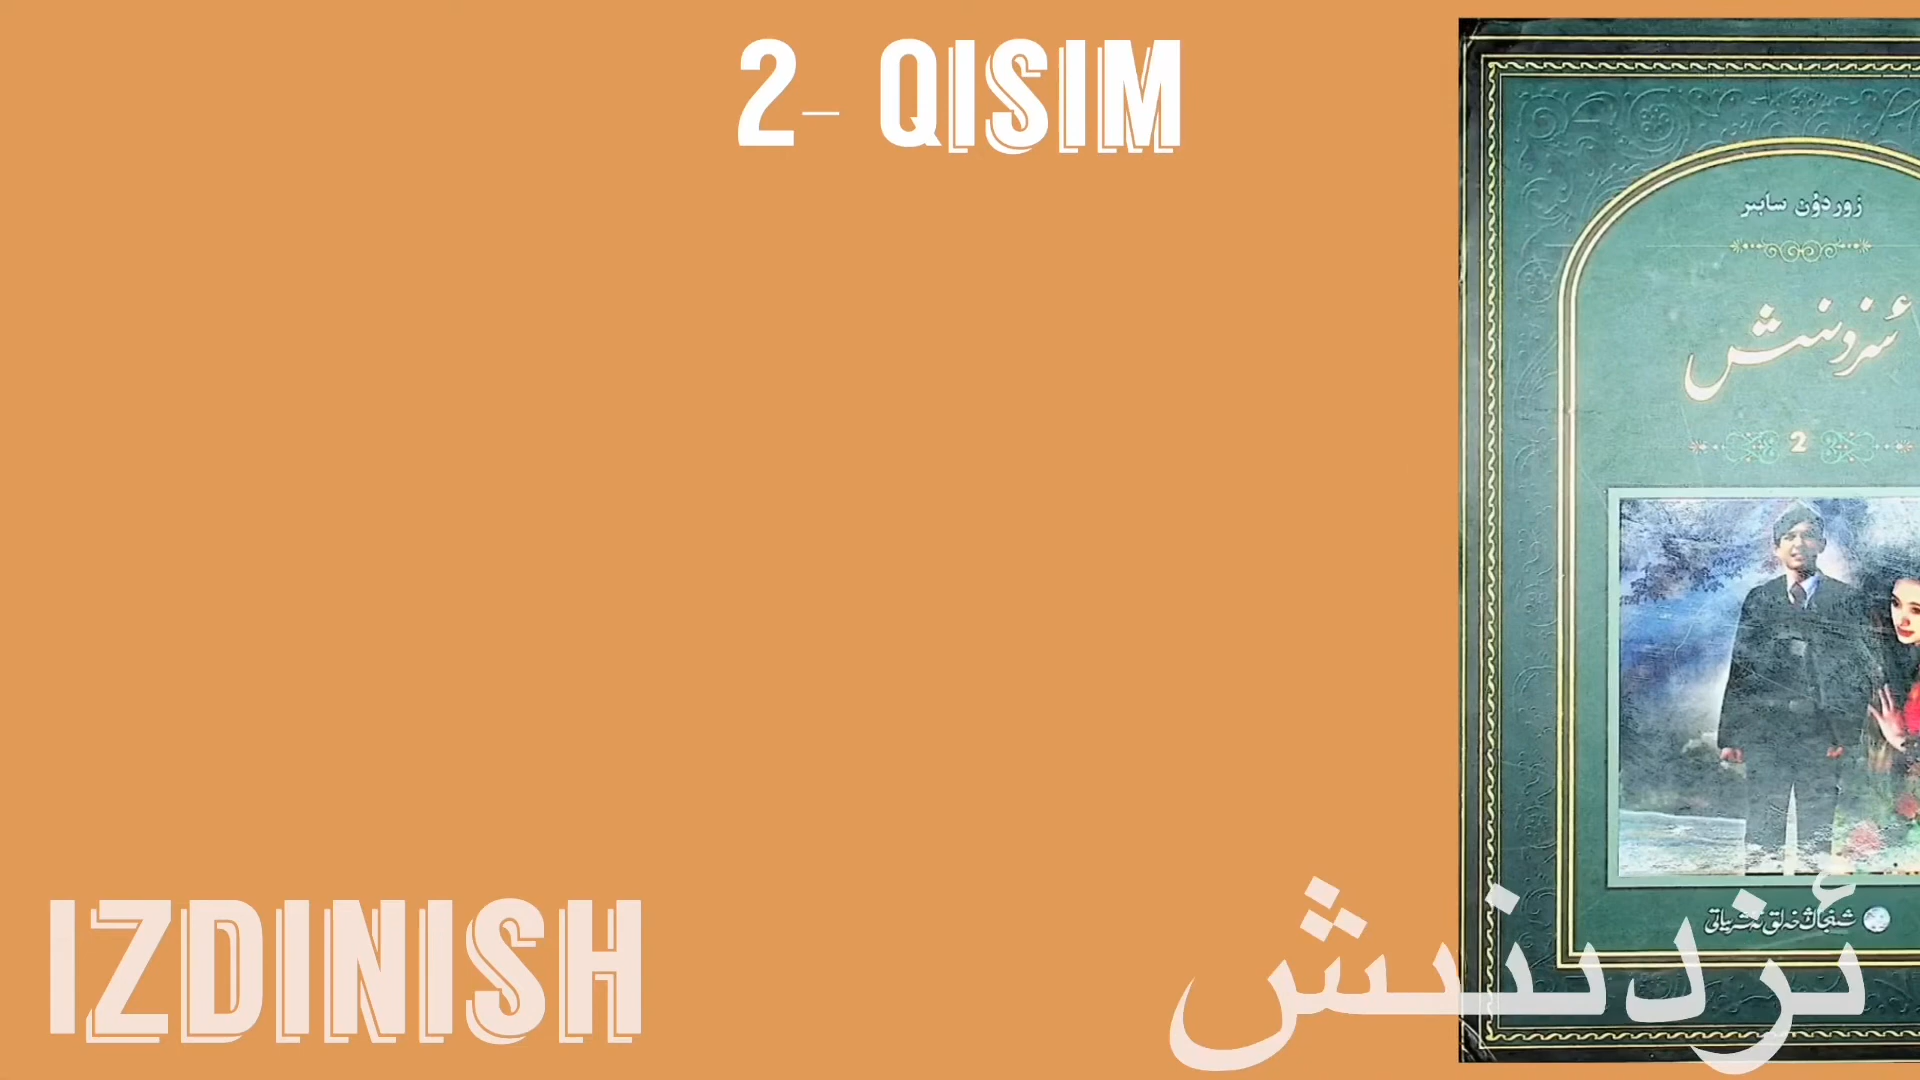 2- QISIM
زوردۇن سابىر
ئىزدىنىش
2
شىنجاڭ خەلق نەشرىياتى
IZDINISH
ئىزدىنىش